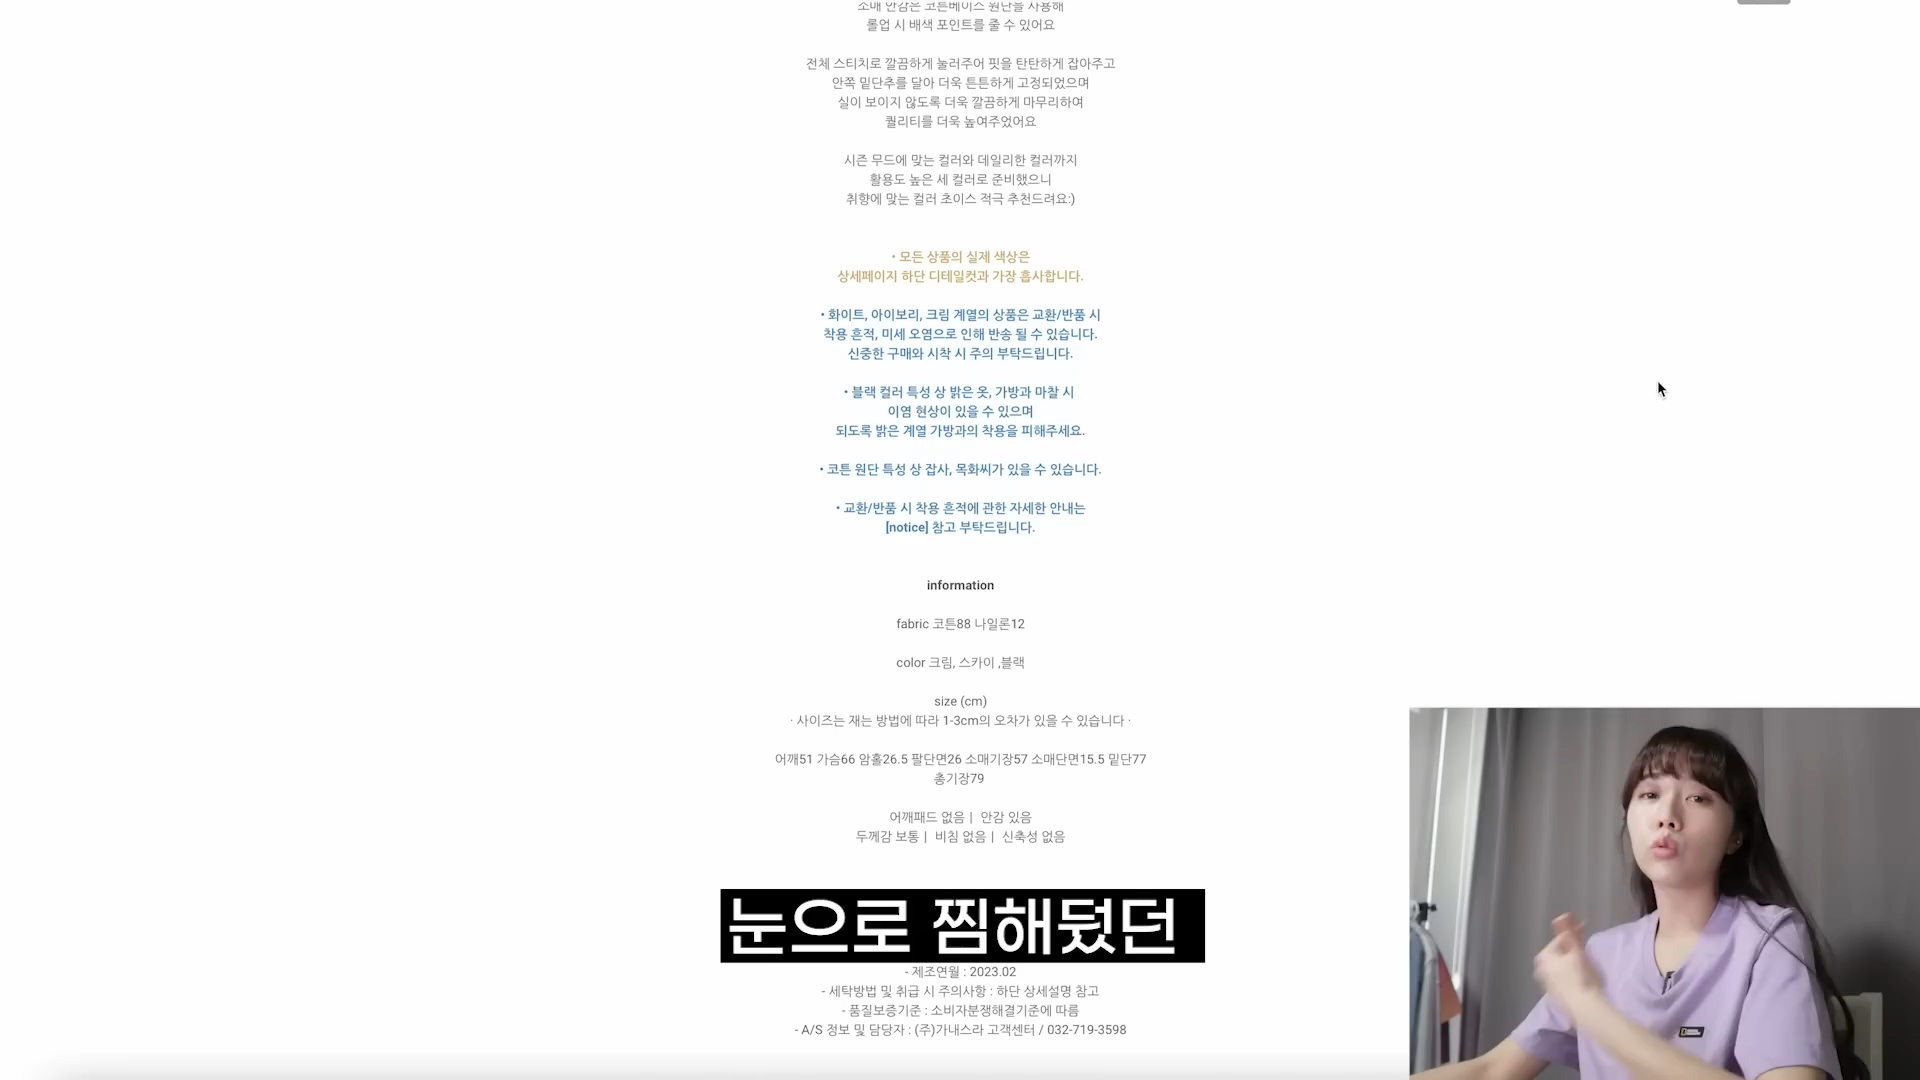 소매 안감은 코튼베이스 원단을 사용해
롤업 시 배색 포인트를 줄 수 있어요
전체 스티치로 깔끔하게 눌러주어 핏을 탄탄하게 잡아주고
안쪽 밑단추를 달아 더욱 튼튼하게 고정되었으며
실이 보이지 않도록 더욱 깔끔하게 마무리하여
퀄리티를 더욱 높여주었어요
시즌 무드에 맞는 컬러와 데일리한 컬러까지
활용도 높은 세 컬러로 준비했으니
취향에 맞는 컬러 초이스 적극 추천드려요:)
• 모든 상품의 실제 색상은
상세페이지 하단 디테일컷과 가장 흡사합니다.
• 화이트, 아이보리, 크림 계열의 상품은 교환/반품 시
착용 흔적, 미세 오염으로 인해 반송 될 수 있습니다.
신중한 구매와 시착 시 주의 부탁드립니다.
• 블랙 컬러 특성 상 밝은 옷, 가방과 마찰 시
이염 현상이 있을 수 있으며
되도록 밝은 계열 가방과의 착용을 피해주세요.
• 코튼 원단 특성 상 잡사, 목화씨가 있을 수 있습니다.
• 교환/반품 시 착용 흔적에 관한 자세한 안내는
[notice] 참고 부탁드립니다.
information
fabric 코튼88 나일론12
color 크림, 스카이 ,블랙
size (cm)
· 사이즈는 재는 방법에 따라 1-3cm의 오차가 있을 수 있습니다 ·
어깨51 가슴66 암홀26.5 팔단면26 소매기장57 소매단면15.5 밑단77
총기장79
어깨패드 없음 | 안감 있음
두께감 보통 | 비침 없음 | 신축성 없음
눈으로 찜해뒀던
- 제조연월 : 2023.02
- 세탁방법 및 취급 시 주의사항 : 하단 상세설명 참고
- 품질보증기준 : 소비자분쟁해결기준에 따름
- A/S 정보 및 담당자 : (주)가내스라 고객센터 / 032-719-3598